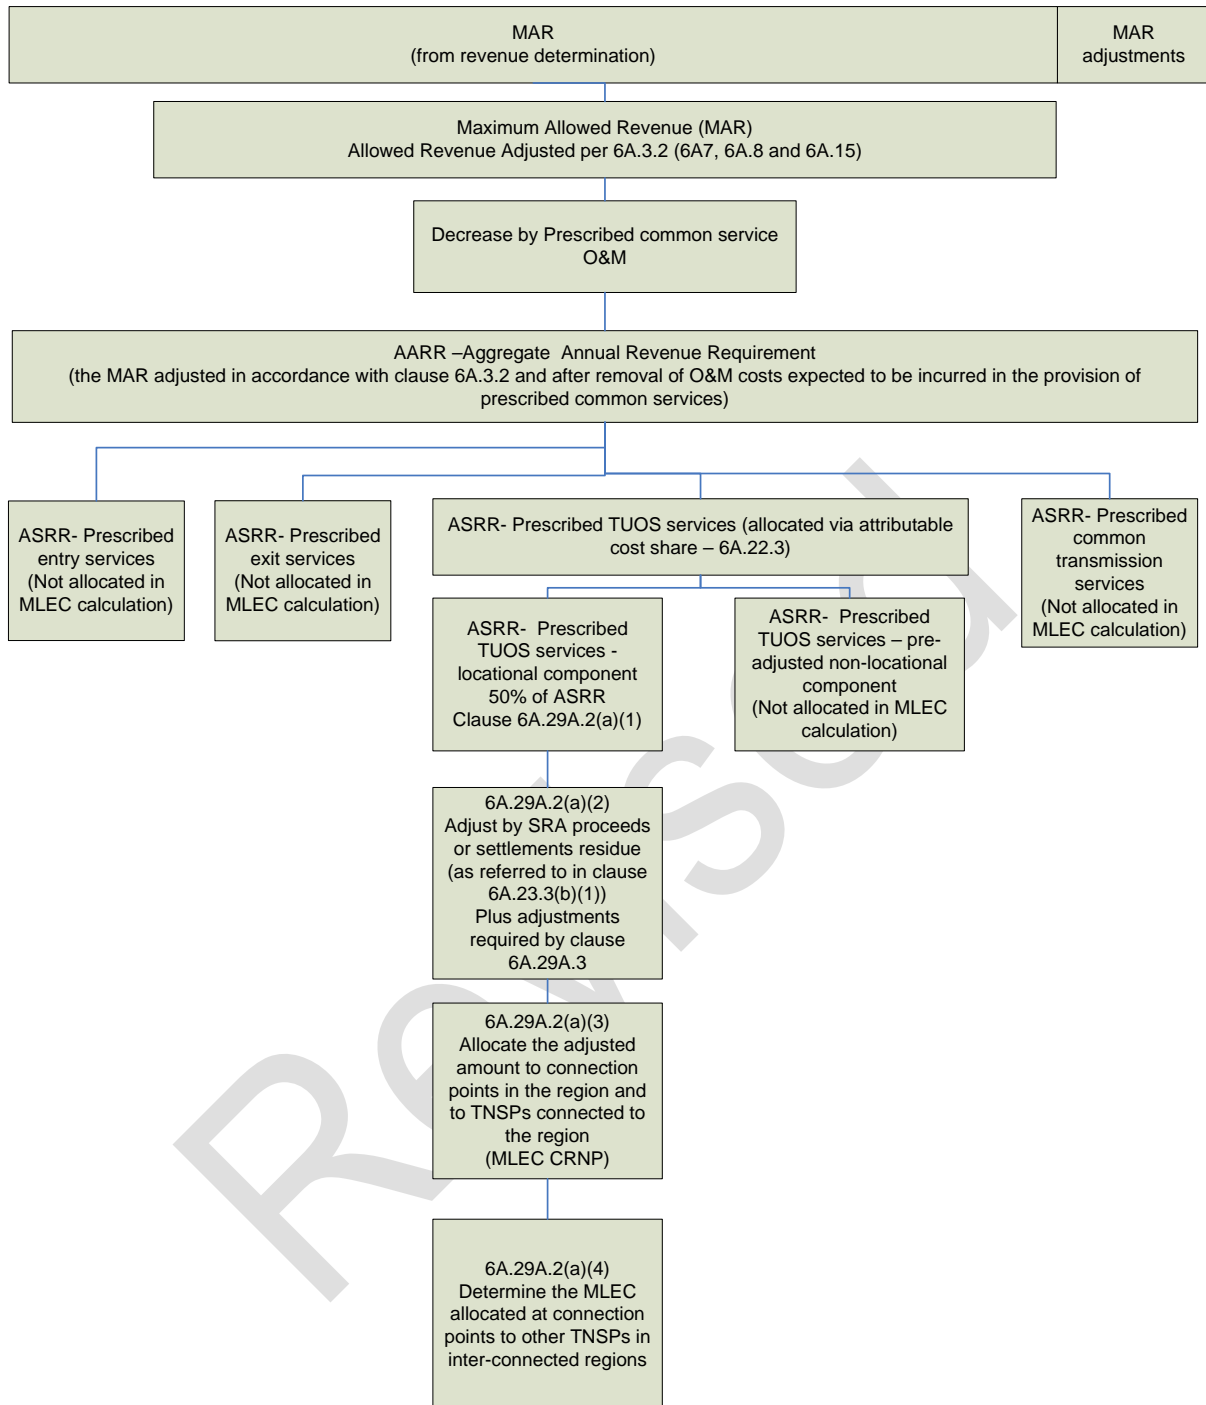 MAR
(from revenue determination)
MAR
adjustments
Maximum Allowed Revenue (MAR)
Allowed Revenue Adjusted per 6A.3.2 (6A7, 6A.8 and 6A.15)
Decrease by Prescribed common service
O&M
AARR –Aggregate Annual Revenue Requirement
(the MAR adjusted in accordance with clause 6A.3.2 and after removal of O&M costs expected to be incurred in the provision of
prescribed common services)
ASRR- Prescribed
entry services
(Not allocated in
MLEC calculation)
ASRR- Prescribed
exit services
(Not allocated in
MLEC calculation)
ASRR- Prescribed TUOS services (allocated via attributable
cost share – 6A.22.3)
ASRR- Prescribed
common
transmission
services
(Not allocated in
MLEC calculation)
ASRR- Prescribed
TUOS services -
locational component
50% of ASRR
Clause 6A.29A.2(a)(1)
ASRR- Prescribed
TUOS services – pre-
adjusted non-locational
component
(Not allocated in MLEC
calculation)
6A.29A.2(a)(2)
Adjust by SRA proceeds
or settlements residue
(as referred to in clause
6A.23.3(b)(1))
Plus adjustments
required by clause
6A.29A.3
6A.29A.2(a)(3)
Allocate the adjusted
amount to connection
points in the region and
to TNSPs connected to
the region
(MLEC CRNP)
6A.29A.2(a)(4)
Determine the MLEC
allocated at connection
points to other TNSPs in
inter-connected regions
Revised